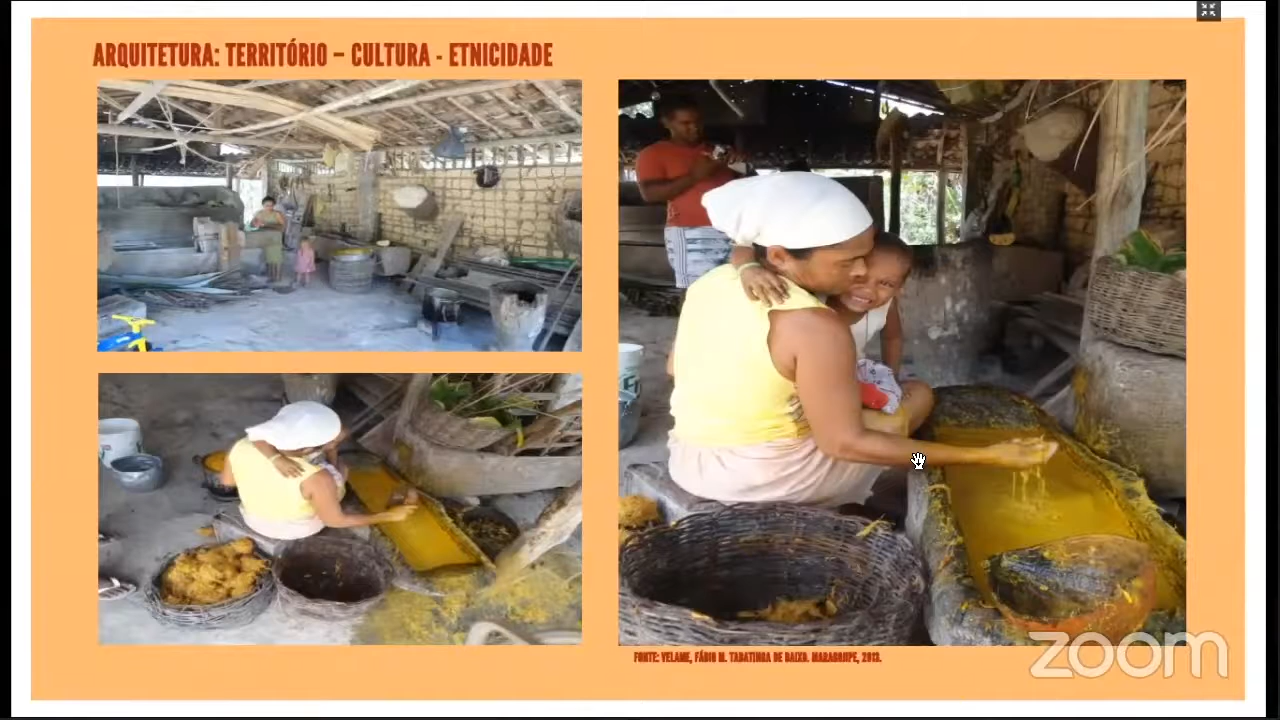 ARQUITETURA: TERRITÓRIO – CULTURA - ETNICIDADE
FONTE: VELAME, FÁBIO M. TABATINGA DE BAIXO. MARAGOJIPE, 2013.
zoom